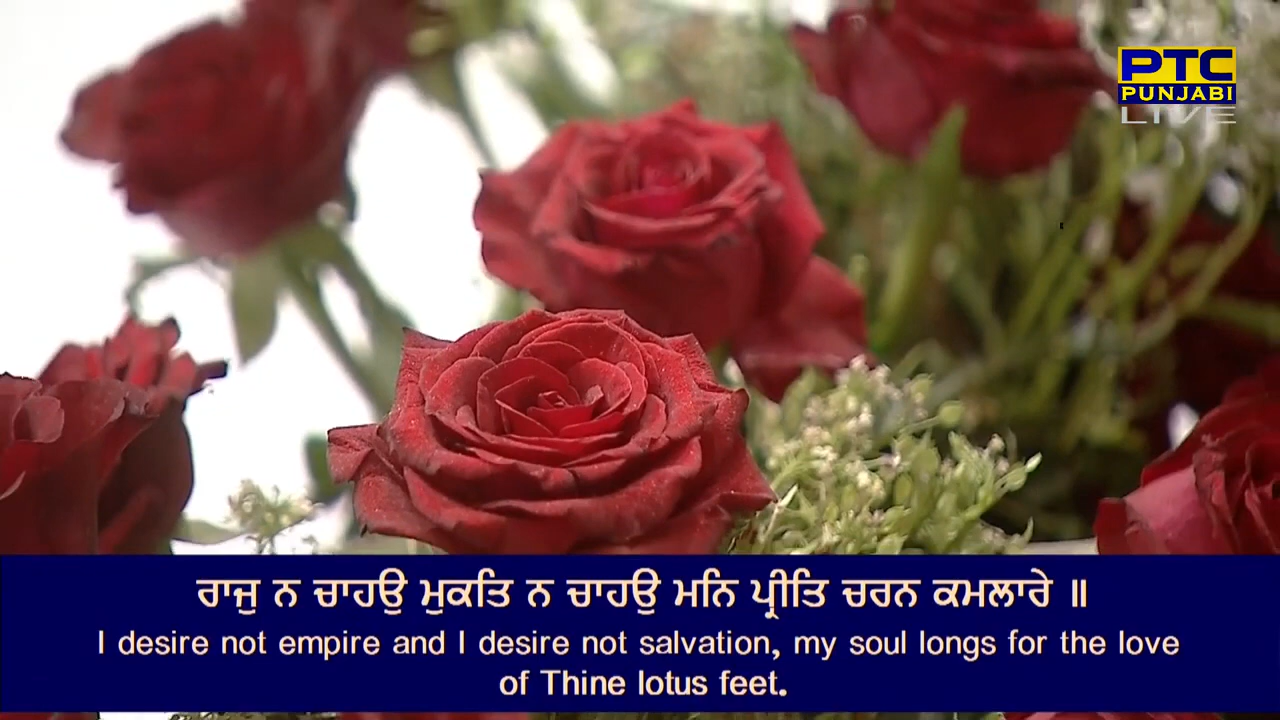 PTC
PUNJABI
LIVE
ਰਾਜੁ ਨ ਚਾਹਉ ਮੁਕਤਿ ਨ ਚਾਹਉ ਮਨਿ ਪ੍ਰੀਤਿ ਚਰਨ ਕਮਲਾਰੇ ॥
I desire not empire and I desire not salvation, my soul longs for the love
of Thine lotus feet.